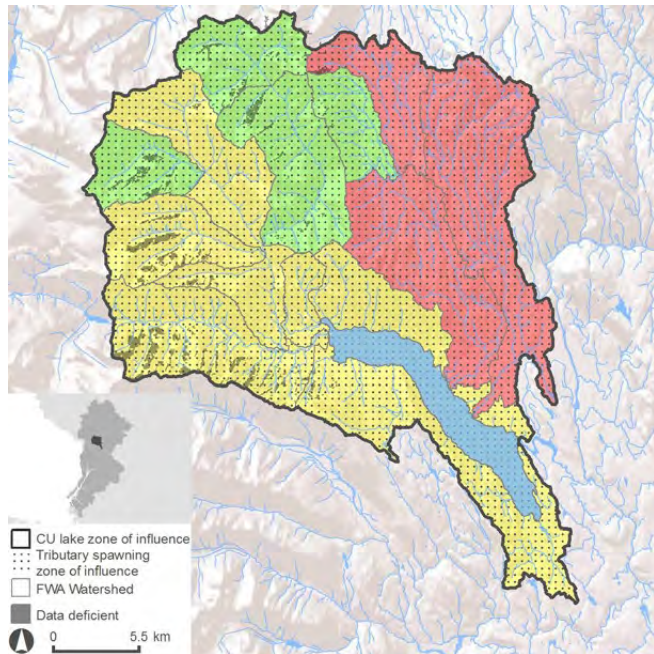 CU lake zone of influence
Tributary spawning
zone of influence
FWA Watershed
Data deficient
0 5.5 km